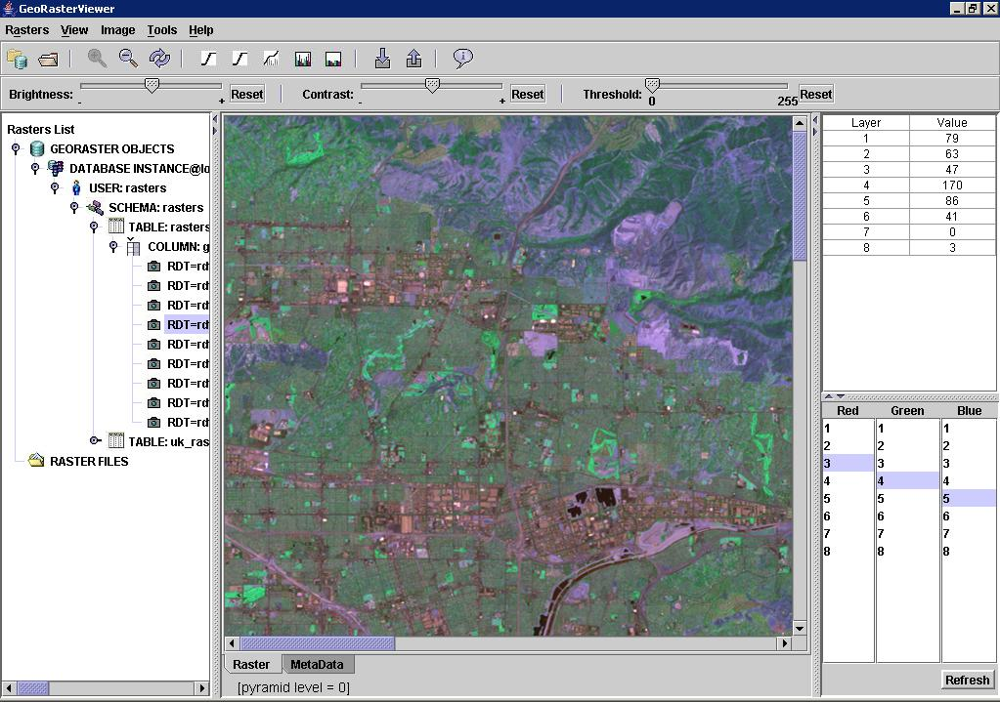 GeoRasterViewer
Rasters View Image Tools Help
Brightness: - + Reset Contrast: - + Reset Threshold: 0 255 Reset
Rasters List
GEORASTER OBJECTS
DATABASE INSTANCE@lo
USER: rasters
SCHEMA: rasters
TABLE: rasters
COLUMN: g
RDT=rd
RDT=rd
RDT=rd
RDT=rd
RDT=rd
RDT=rd
RDT=rd
RDT=rd
RDT=rd
TABLE: uk_ras
RASTER FILES
Raster MetaData
[pyramid level = 0]
Layer Value
1 79
2 63
3 47
4 170
5 86
6 41
7 0
8 3
Red Green Blue
1 1 1
2 2 2
3 3 3
4 4 4
5 5 5
6 6 6
7 7 7
8 8 8
Refresh